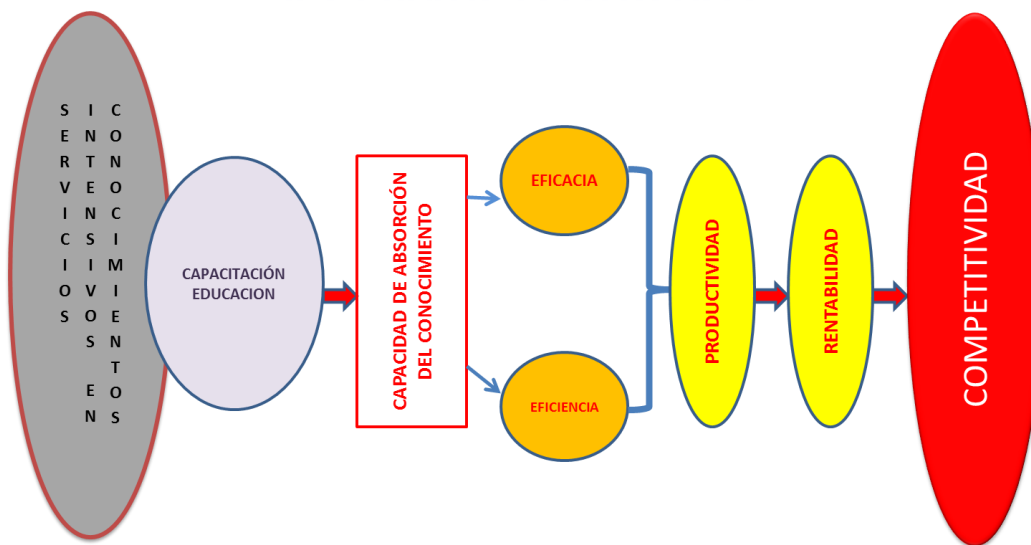 SERVICIOS
INTENSIVOS EN
CONOCIMIENTOS
CAPACITACIÓN
EDUCACION
CAPACIDAD DE ABSORCIÓN
DEL CONOCIMIENTO
EFICACIA
EFICIENCIA
PRODUCTIVIDAD
RENTABILIDAD
COMPETITIVIDAD